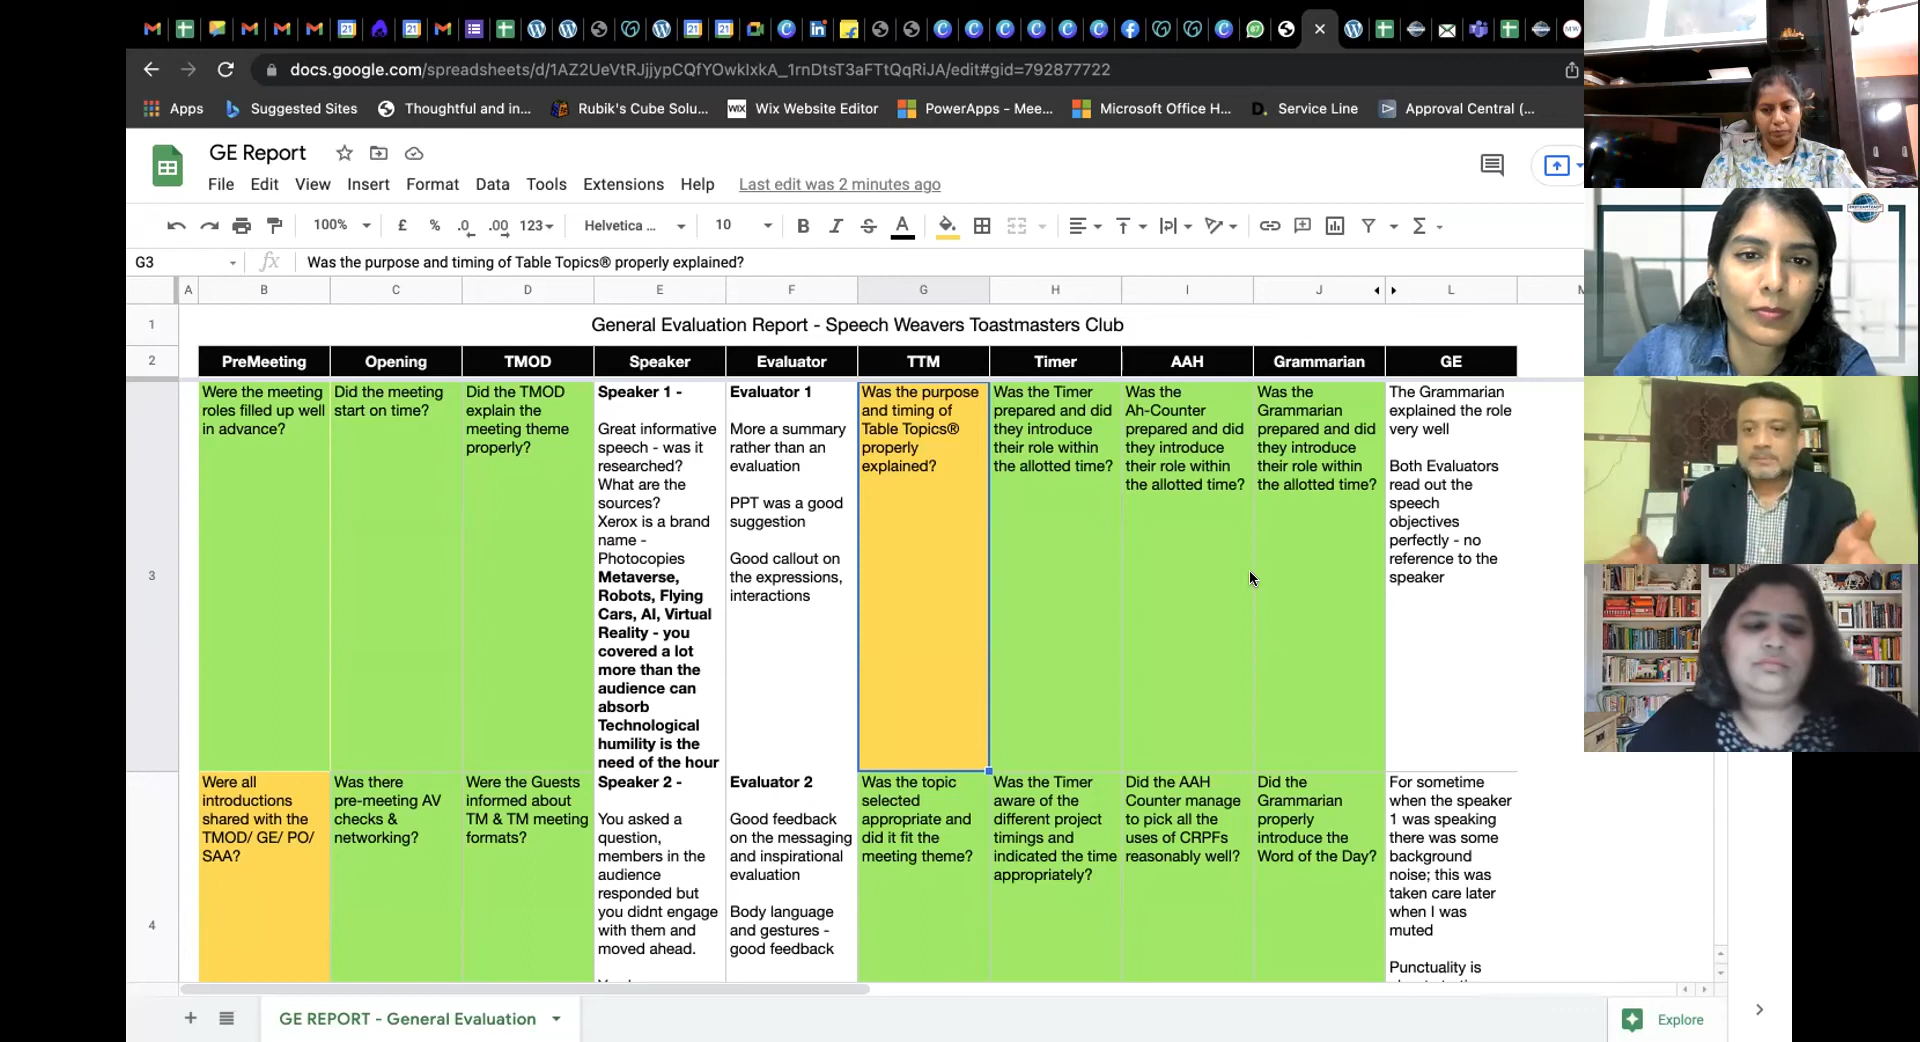 docs.google.com/spreadsheets/d/1AZ2UeVtRJjjypCQfYOwklxkA_1rnDtsT3aFTtQqRiJA/edit#gid=792877722
Apps Suggested Sites Thoughtful and in... Rubik's Cube Solu... WIX Wix Website Editor PowerApps - Mee... Microsoft Office H... D. Service Line Approval Central (...
GE Report
File Edit View Insert Format Data Tools Extensions Help Last edit was 2 minutes ago
100% £ % .0 .00 123 Helvetica ... 10 B I S A
G3 fx Was the purpose and timing of Table Topics® properly explained?
A B C D E F G H I J L
1 General Evaluation Report - Speech Weavers Toastmasters Club
2 PreMeeting Opening TMOD Speaker Evaluator TTM Timer AAH Grammarian GE
3
Were the meeting
roles filled up well
in advance?
Did the meeting
start on time?
Did the TMOD
explain the
meeting theme
properly?
Speaker 1 -
Great informative
speech - was it
researched?
What are the
sources?
Xerox is a brand
name -
Photocopies
Metaverse,
Robots, Flying
Cars, AI, Virtual
Reality - you
covered a lot
more than the
audience can
absorb
Technological
humility is the
need of the hour
Evaluator 1
More a summary
rather than an
evaluation
PPT was a good
suggestion
Good callout on
the expressions,
interactions
Was the purpose
and timing of
Table Topics®
properly
explained?
Was the Timer
prepared and did
they introduce
their role within
the allotted time?
Was the
Ah-Counter
prepared and did
they introduce
their role within
the allotted time?
Was the
Grammarian
prepared and did
they introduce
their role within
the allotted time?
The Grammarian
explained the role
very well
Both Evaluators
read out the
speech
objectives
perfectly - no
reference to the
speaker
4
Were all
introductions
shared with the
TMOD/ GE/ PO/
SAA?
Was there
pre-meeting AV
checks &
networking?
Were the Guests
informed about
TM & TM meeting
formats?
Speaker 2 -
You asked a
question,
members in the
audience
responded but
you didnt engage
with them and
moved ahead.
Evaluator 2
Good feedback
on the messaging
and inspirational
evaluation
Body language
and gestures -
good feedback
Was the topic
selected
appropriate and
did it fit the
meeting theme?
Was the Timer
aware of the
different project
timings and
indicated the time
appropriately?
Did the AAH
Counter manage
to pick all the
uses of CRPFs
reasonably well?
Did the
Grammarian
properly
introduce the
Word of the Day?
For sometime
when the speaker
1 was speaking
there was some
background
noise; this was
taken care later
when I was
muted
Punctuality is
GE REPORT - General Evaluation
Explore